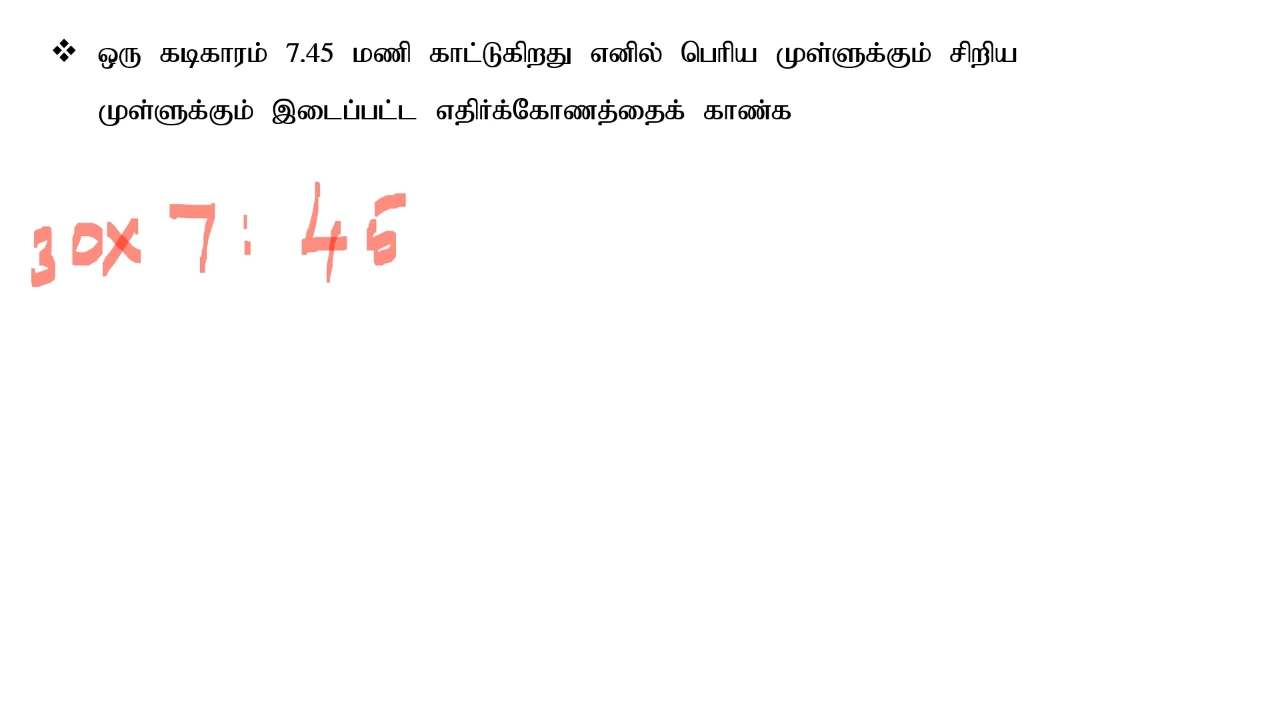 ❖ ஒரு கடிகாரம் 7.45 மணி காட்டுகிறது எனில் பெரிய முள்ளுக்கும் சிறிய
முள்ளுக்கும் இடைப்பட்ட எதிர்க்கோணத்தைக் காண்க
30x 7: 45